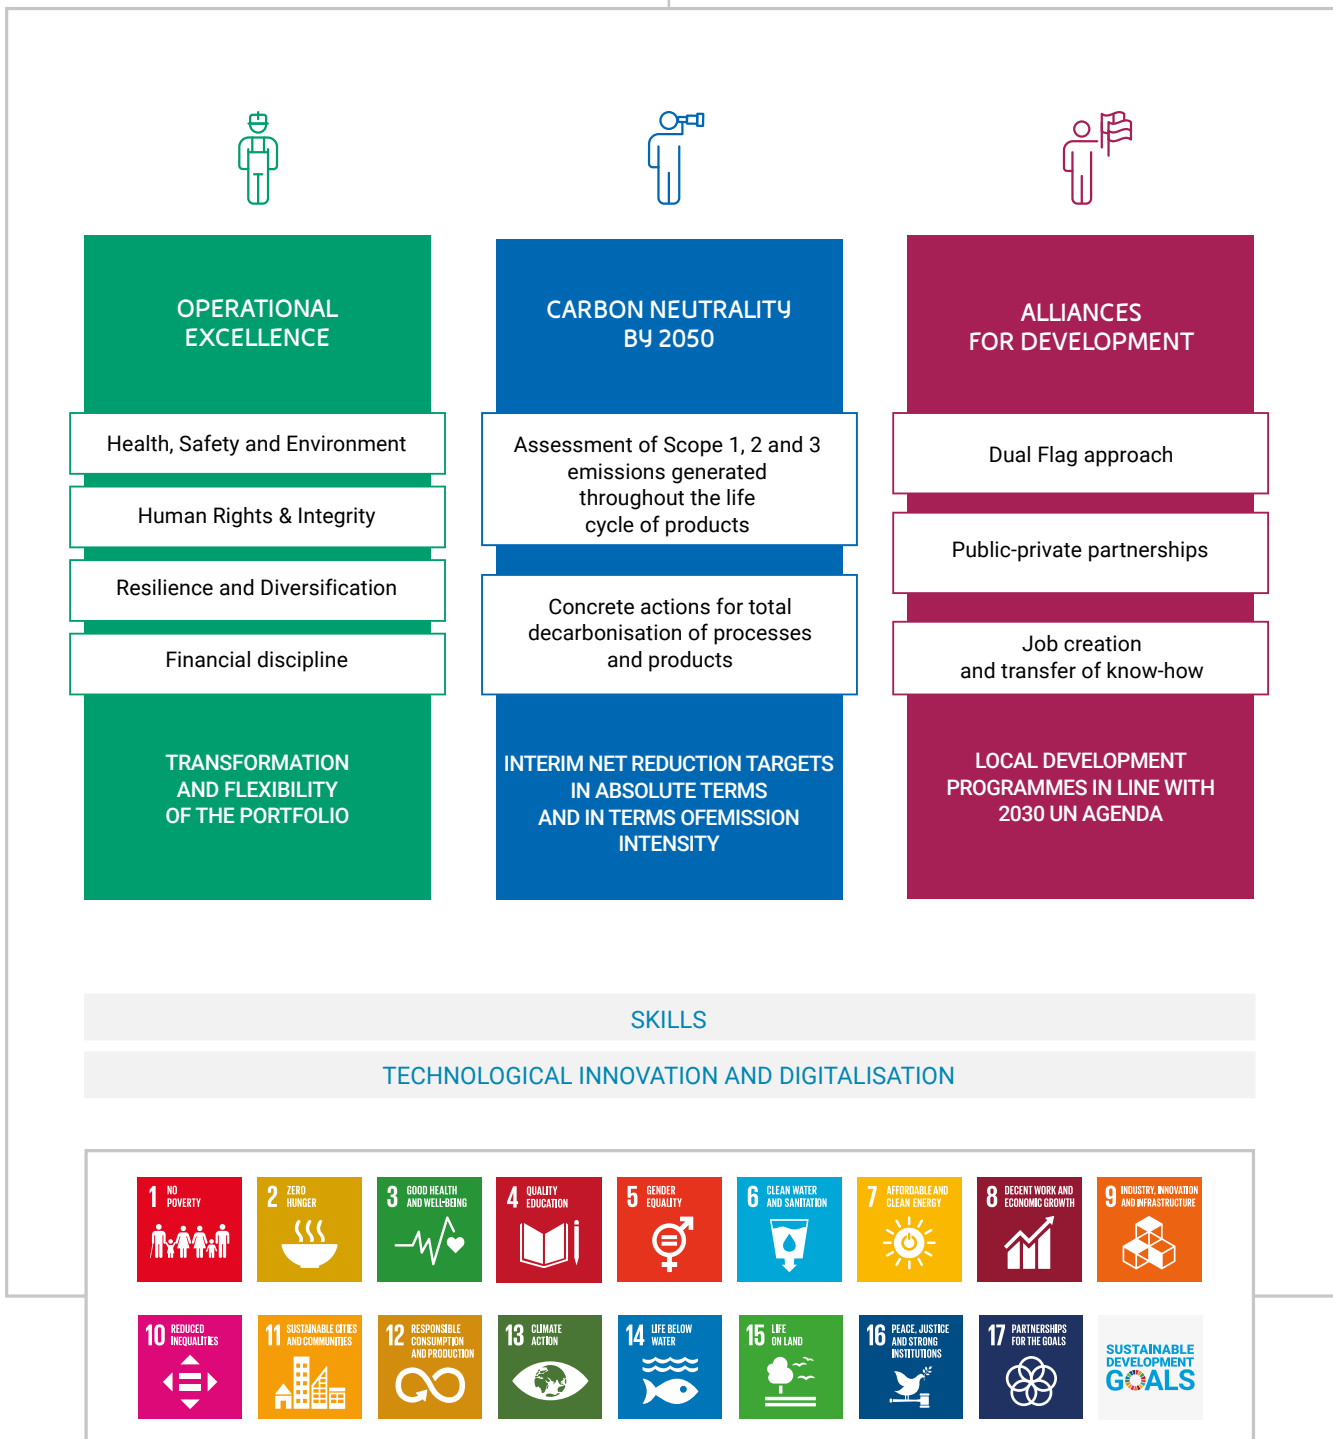 OPERATIONAL
EXCELLENCE
Health, Safety and Environment
Human Rights & Integrity
Resilience and Diversification
Financial discipline
TRANSFORMATION
AND FLEXIBILITY
OF THE PORTFOLIO
CARBON NEUTRALITY
BY 2050
Assessment of Scope 1, 2 and 3
emissions generated
throughout the life
cycle of products
Concrete actions for total
decarbonisation of processes
and products
INTERIM NET REDUCTION TARGETS
IN ABSOLUTE TERMS
AND IN TERMS OFEMISSION
INTENSITY
ALLIANCES
FOR DEVELOPMENT
Dual Flag approach
Public-private partnerships
Job creation
and transfer of know-how
LOCAL DEVELOPMENT
PROGRAMMES IN LINE WITH
2030 UN AGENDA
SKILLS
TECHNOLOGICAL INNOVATION AND DIGITALISATION
1 NO
POVERTY
2 ZERO
HUNGER
3 GOOD HEALTH
AND WELL-BEING
4 QUALITY
EDUCATION
5 GENDER
EQUALITY
6 CLEAN WATER
AND SANITATION
7 AFFORDABLE AND
CLEAN ENERGY
8 DECENT WORK AND
ECONOMIC GROWTH
9 INDUSTRY, INNOVATION
AND INFRASTRUCTURE
10 REDUCED
INEQUALITIES
11 SUSTAINABLE CITIES
AND COMMUNITIES
12 RESPONSIBLE
CONSUMPTION
AND PRODUCTION
13 CLIMATE
ACTION
14 LIFE BELOW
WATER
15 LIFE
ON LAND
16 PEACE, JUSTICE
AND STRONG
INSTITUTIONS
17 PARTNERSHIPS
FOR THE GOALS
SUSTAINABLE
DEVELOPMENT
GOALS